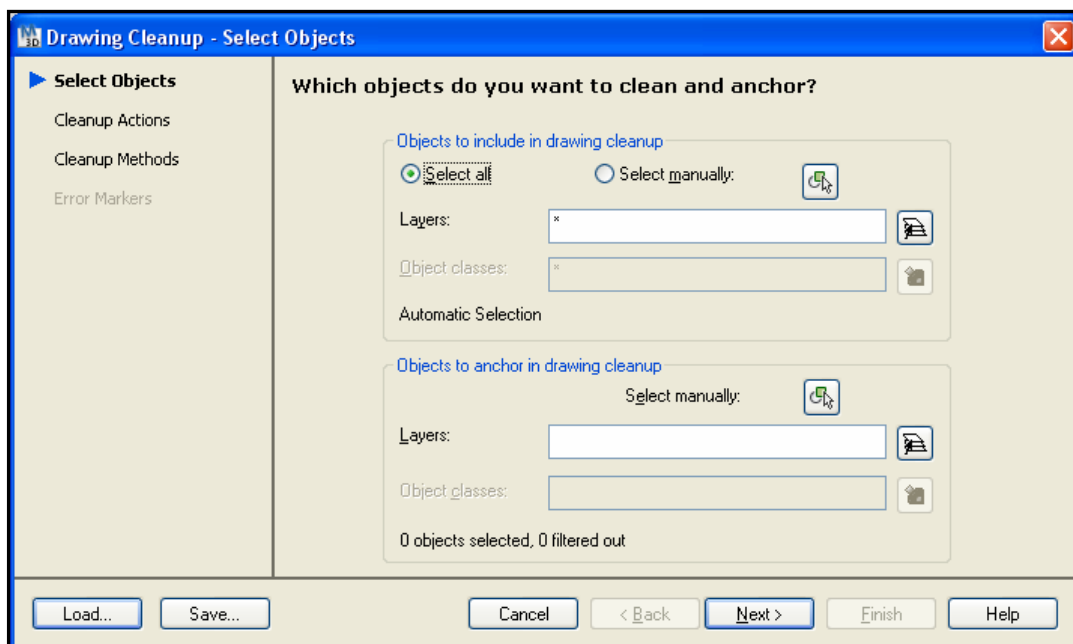 Drawing Cleanup - Select Objects
Select Objects
Cleanup Actions
Cleanup Methods
Error Markers
Which objects do you want to clean and anchor?
Objects to include in drawing cleanup
Select all
Select manually:
Layers:
*
Object classes:
*
Automatic Selection
Objects to anchor in drawing cleanup
Select manually:
Layers:
Object classes:
0 objects selected, 0 filtered out
Load...
Save...
Cancel
< Back
Next >
Finish
Help